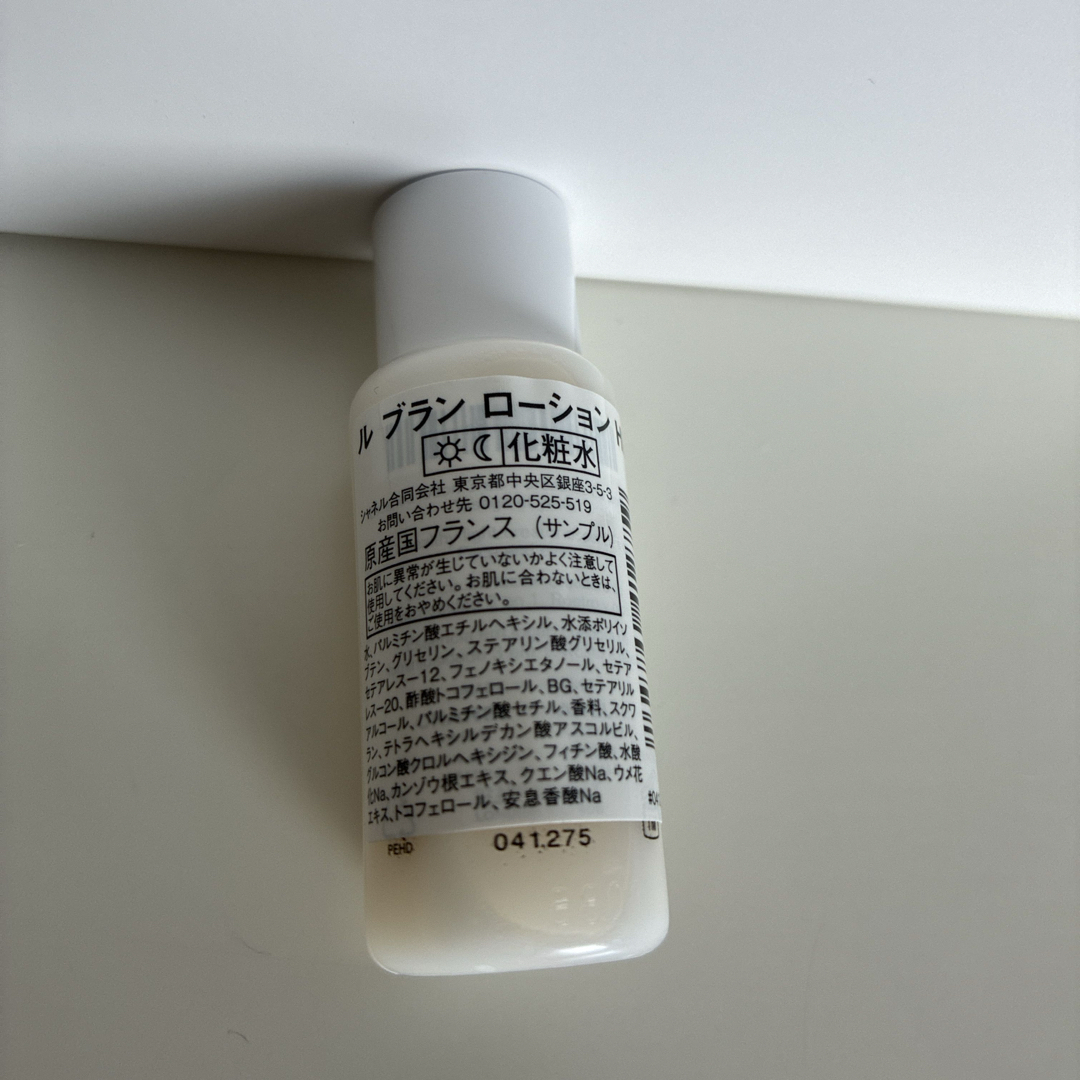 ル ブラン ローション H
化粧水
シャネル合同会社 東京都中央区銀座3-5-3
お問い合わせ先 0120-525-519
原産国フランス (サンプル)
お肌に異常が生じていないかよく注意して
使用してください。お肌に合わないときは、
ご使用をおやめください。
水、パルミチン酸エチルヘキシル、水添ポリイソ
ブテン、グリセリン、ステアリン酸グリセリル、
セテアレスー12、フェノキシエタノール、セテア
レスー20、酢酸トコフェロール、BG、セテアリル
アルコール、パルミチン酸セチル、香料、スクワ
ラン、テトラヘキシルデカン酸アスコルビル、
グルコン酸クロルヘキシジン、フィチン酸、水酸
化Na、カンゾウ根エキス、クエン酸Na、ウメ花
エキス、トコフェロール、安息香酸Na
PEHD
041.275